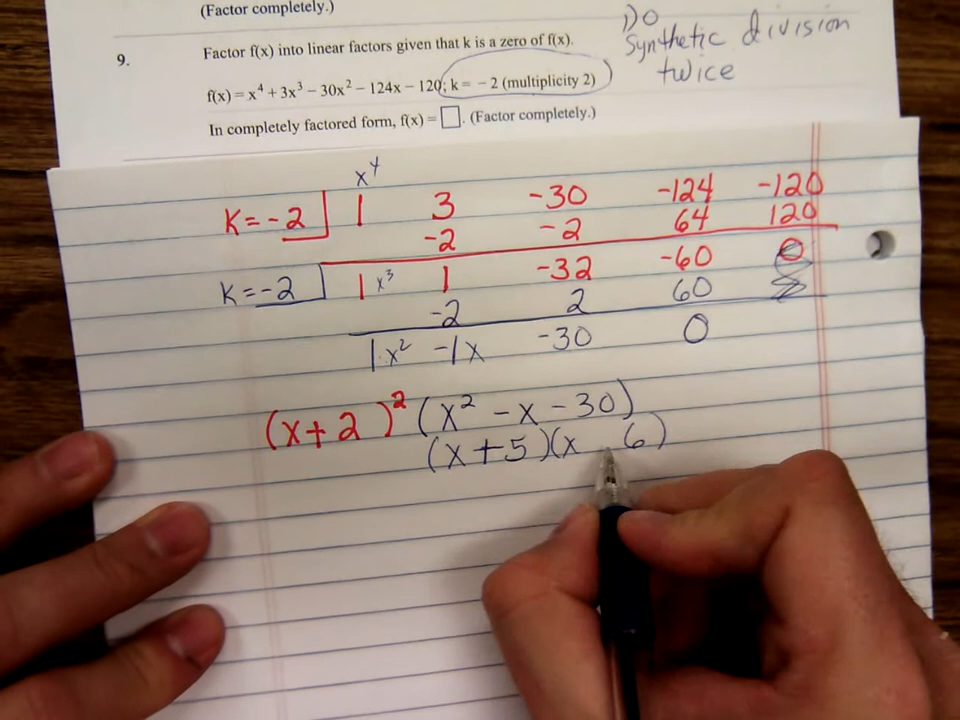 (Factor completely.)
9. Factor f(x) into linear factors given that k is a zero of f(x).
f(x) = x⁴ + 3x³ − 30x² − 124x − 120; k = − 2 (multiplicity 2)
In completely factored form, f(x) = □. (Factor completely.)
Do
Synthetic division
twice
x⁴
K = -2 1 3 -30 -124 -120
-2 -2 64 120
K = -2 1 x³ 1 -32 -60 0
-2 2 60
1x² -1x -30 0
(x+2)² (x² - x - 30)
(x + 5)(x 6)